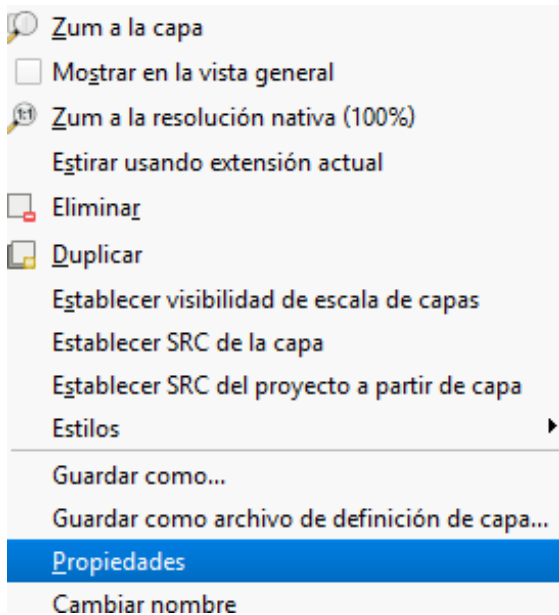 Zum a la capa
Mostrar en la vista general
1:1 Zum a la resolución nativa (100%)
Estirar usando extensión actual
Eliminar
Duplicar
Establecer visibilidad de escala de capas
Establecer SRC de la capa
Establecer SRC del proyecto a partir de capa
Estilos
Guardar como...
Guardar como archivo de definición de capa...
Propiedades
Cambiar nombre